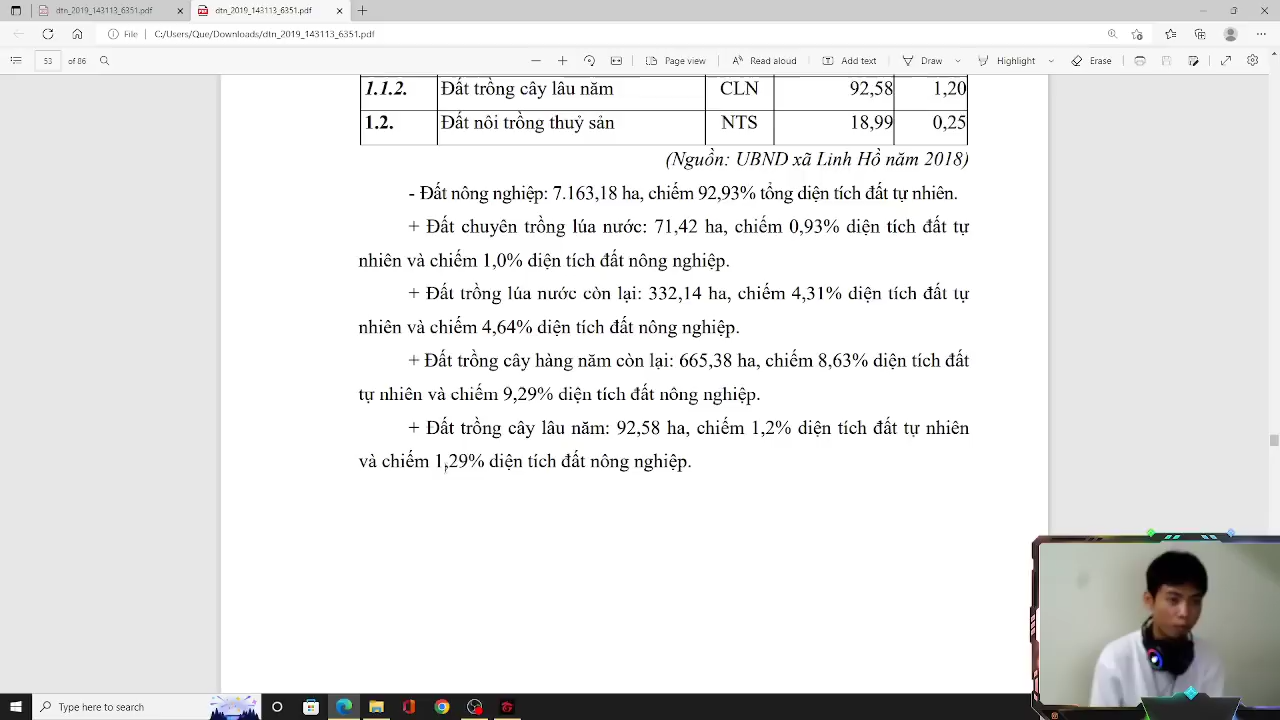 dtn_2019_143113_6351.pdf
dtn_2019_143113_6351.pdf
File C:/Users/Que/Downloads/dtn_2019_143113_6351.pdf
53 of 86 Page view Read aloud Add text Draw Highlight Erase
1.1.2. Đất trồng cây lâu năm CLN 92,58 1,20
1.2. Đất nôi trồng thuỷ sản NTS 18,99 0,25
(Nguồn: UBND xã Linh Hồ năm 2018)
- Đất nông nghiệp: 7.163,18 ha, chiếm 92,93% tổng diện tích đất tự nhiên.
+ Đất chuyên trồng lúa nước: 71,42 ha, chiếm 0,93% diện tích đất tự
nhiên và chiếm 1,0% diện tích đất nông nghiệp.
+ Đất trồng lúa nước còn lại: 332,14 ha, chiếm 4,31% diện tích đất tự
nhiên và chiếm 4,64% diện tích đất nông nghiệp.
+ Đất trồng cây hàng năm còn lại: 665,38 ha, chiếm 8,63% diện tích đất
tự nhiên và chiếm 9,29% diện tích đất nông nghiệp.
+ Đất trồng cây lâu năm: 92,58 ha, chiếm 1,2% diện tích đất tự nhiên
và chiếm 1,29% diện tích đất nông nghiệp.
Type here to search